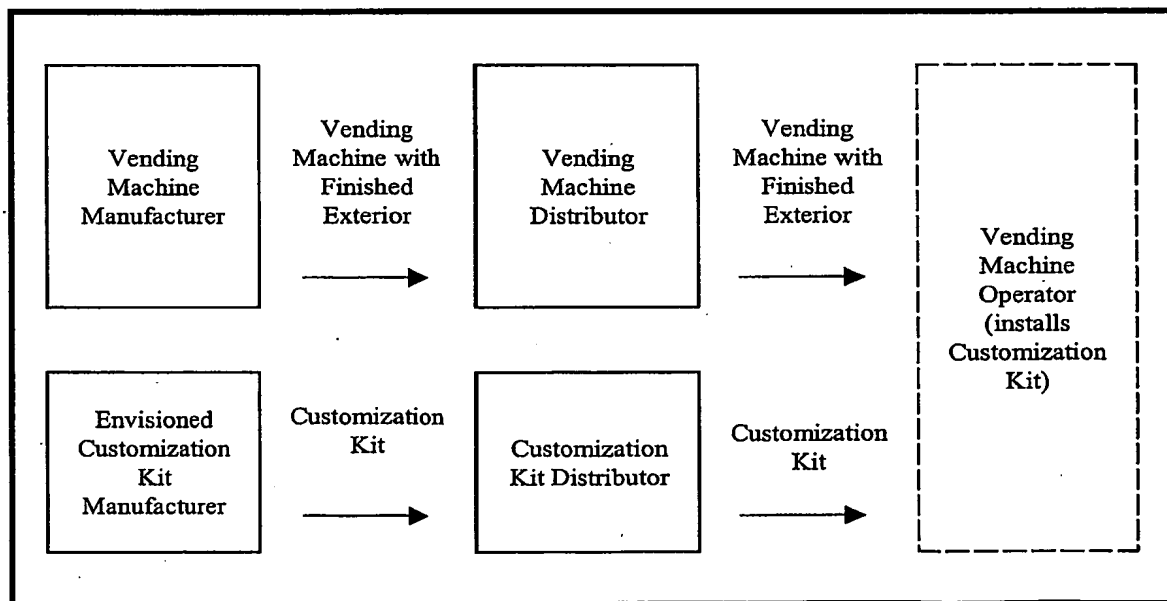 Vending
Machine
Manufacturer
Vending
Machine with
Finished
Exterior
Vending
Machine
Distributor
Vending
Machine with
Finished
Exterior
Vending
Machine
Operator
(installs
Customization
Kit)
Envisioned
Customization
Kit
Manufacturer
Customization
Kit
Customization
Kit Distributor
Customization
Kit